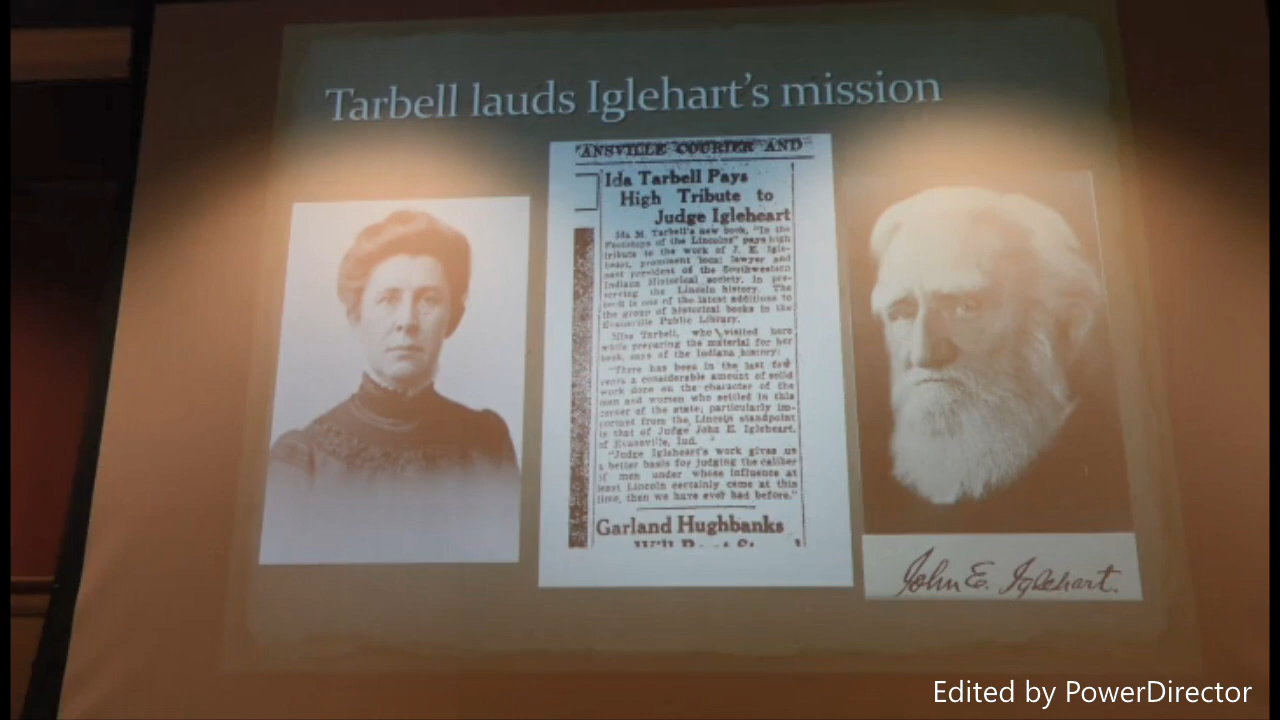 Tarbell lauds Iglehart's mission
ANSVILLE COURIER AND
Ida Tarbell Pays
High Tribute to
Judge Igleheart
Ida M. Tarbell's new book, "In the
Footsteps of the Lincolns" pays high
tribute to the work of J. E. Igle-
heart, prominent local lawyer and
past president of the Southwestern
Indiana Historical society, in pre-
serving the Lincoln history. The
book is one of the latest additions to
the group of historical books in the
Evansville Public Library.
Miss Tarbell, who visited here
while preparing the material for her
book, says of the Indiana history:
"There has been in the last few
years a considerable amount of solid
work done on the character of the
men and women who settled in this
corner of the state; particularly im-
portant from the Lincoln standpoint
is that of Judge John E. Igleheart,
of Evansville, Ind.
"Judge Igleheart's work gives us
a better basis for judging the caliber
of men under whose influence at
least Lincoln certainly came at this
time, then we have ever had before."
Garland Hughbanks
John E. Iglehart.
Edited by PowerDirector